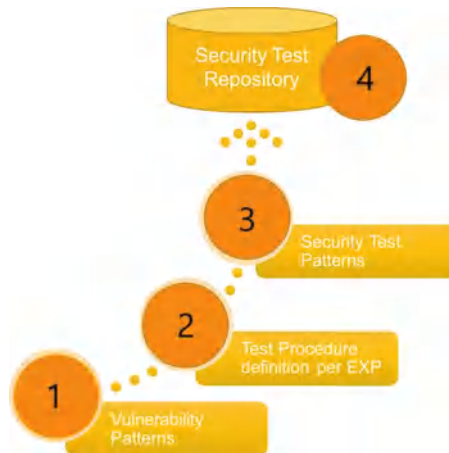 Security Test
Repository
4
3
Security Test
Patterns
2
Test Procedure
definition per EXP
1
Vulnerability
Patterns